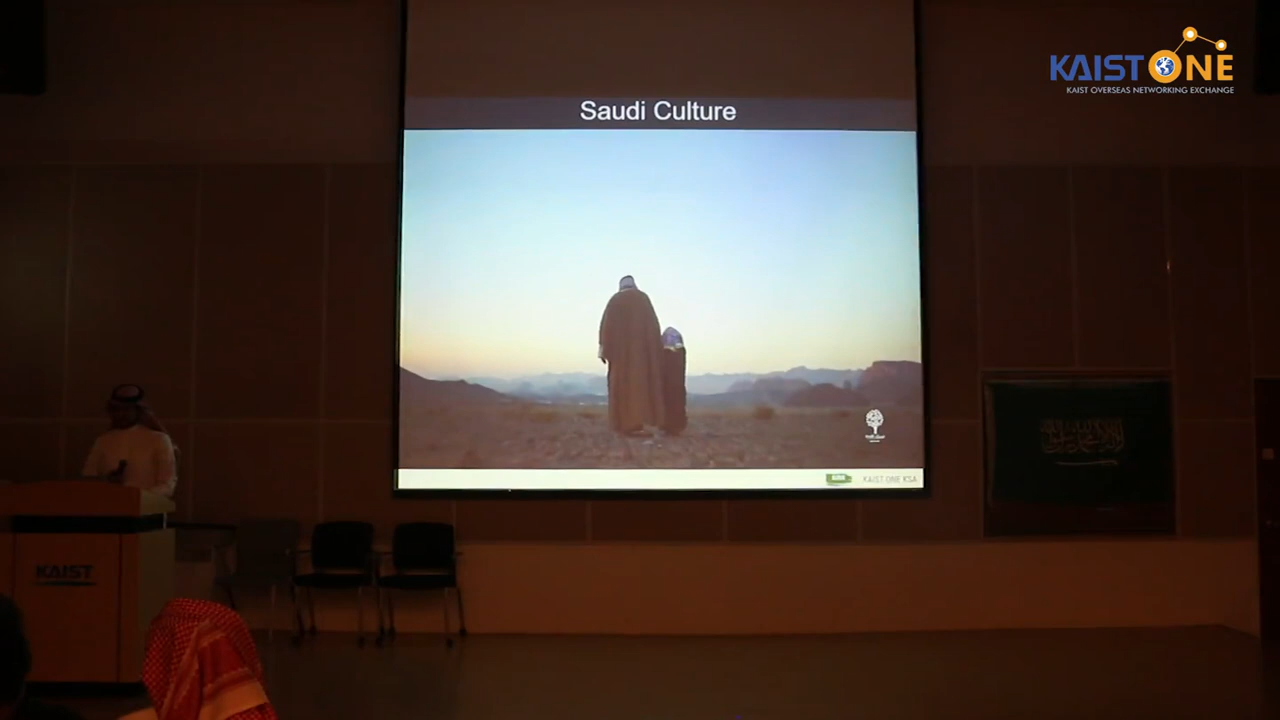 KAIST ONE
KAIST OVERSEAS NETWORKING EXCHANGE
Saudi Culture
KAIST ONE KSA
KAIST